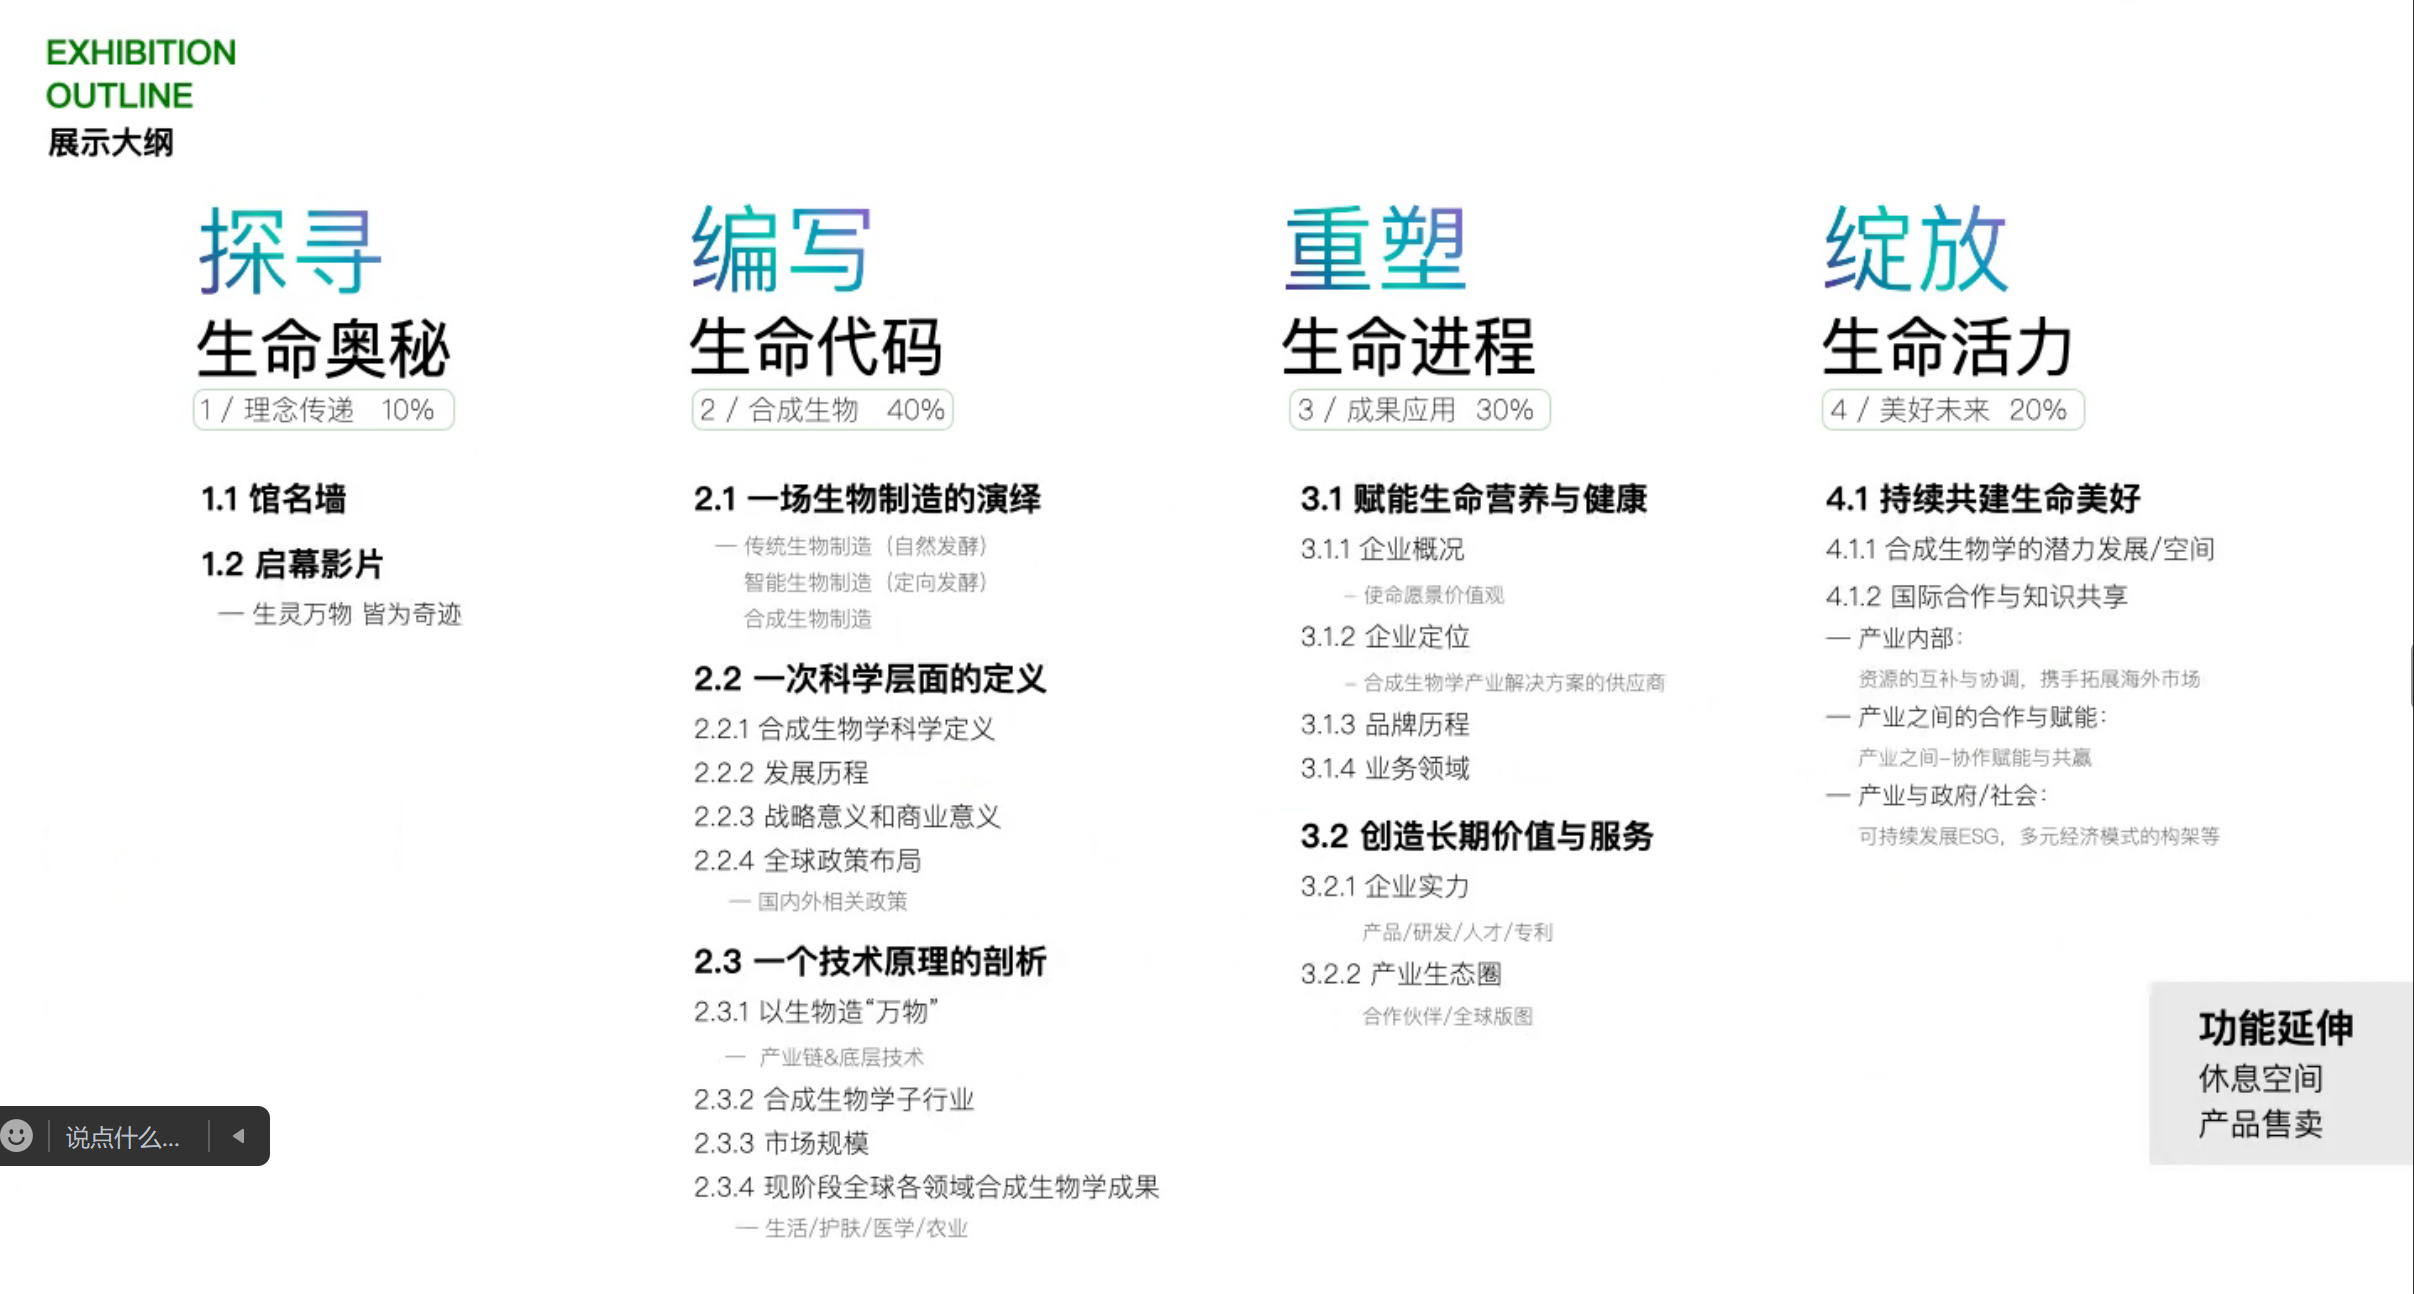 EXHIBITION
OUTLINE
展示大纲
探寻
生命奥秘
1 / 理念传递 10%
1.1 馆名墙
1.2 启幕影片
— 生灵万物 皆为奇迹
编写
生命代码
2 / 合成生物 40%
2.1 一场生物制造的演绎
— 传统生物制造（自然发酵）
智能生物制造（定向发酵）
合成生物制造
2.2 一次科学层面的定义
2.2.1 合成生物学科学定义
2.2.2 发展历程
2.2.3 战略意义和商业意义
2.2.4 全球政策布局
— 国内外相关政策
2.3 一个技术原理的剖析
2.3.1 以生物造“万物”
— 产业链&底层技术
2.3.2 合成生物学子行业
2.3.3 市场规模
2.3.4 现阶段全球各领域合成生物学成果
— 生活/护肤/医学/农业
重塑
生命进程
3 / 成果应用 30%
3.1 赋能生命营养与健康
3.1.1 企业概况
– 使命愿景价值观
3.1.2 企业定位
– 合成生物学产业解决方案的供应商
3.1.3 品牌历程
3.1.4 业务领域
3.2 创造长期价值与服务
3.2.1 企业实力
产品/研发/人才/专利
3.2.2 产业生态圈
合作伙伴/全球版图
绽放
生命活力
4 / 美好未来 20%
4.1 持续共建生命美好
4.1.1 合成生物学的潜力发展/空间
4.1.2 国际合作与知识共享
— 产业内部：
资源的互补与协调，携手拓展海外市场
— 产业之间的合作与赋能：
产业之间–协作赋能与共赢
— 产业与政府/社会：
可持续发展ESG，多元经济模式的构架等
功能延伸
休息空间
产品售卖
说点什么...